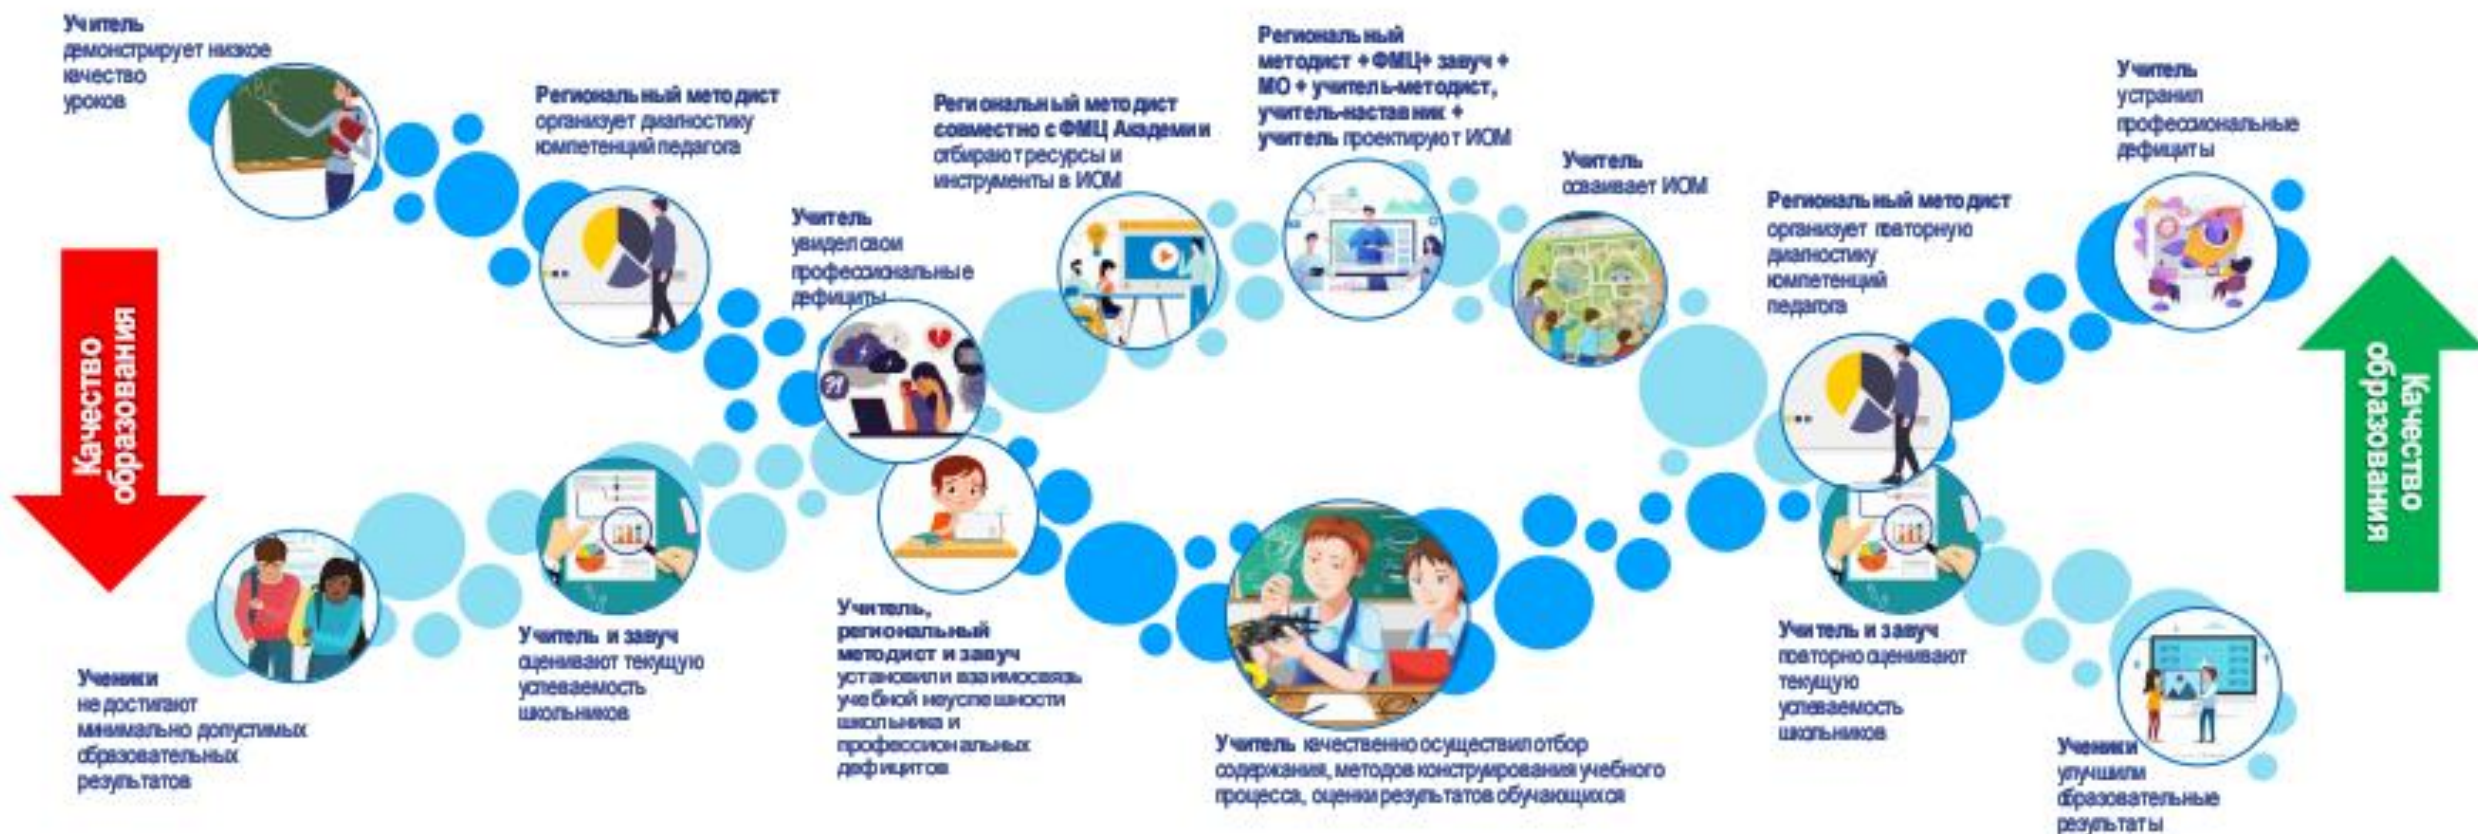 Учитель
демонстрирует низкое
качество
уроков
Региональный методист
организует диагностику
компетенций педагога
Учитель
увидел свои
профессиональные
дефициты
Региональный методист
совместно с ФМЦ Академии
отбирают ресурсы и
инструменты в ИОМ
Региональный
методист + ФМЦ+ завуч +
МО + учитель-методист,
учитель-наставник +
учитель проектируют ИОМ
Учитель
осваивает ИОМ
Региональный методист
организует повторную
диагностику
компетенций
педагога
Учитель
устранил
профессиональные
дефициты
Качество
образования
Качество
образования
Ученики
не достигают
минимально допустимых
образовательных
результатов
Учитель и завуч
оценивают текущую
успеваемость
школьников
Учитель,
региональный
методист и завуч
установили взаимосвязь
учебной неуспешности
школьника и
профессиональных
дефицитов
Учитель качественно осуществил отбор
содержания, методов конструирования учебного
процесса, оценки результатов обучающихся
Учитель и завуч
повторно оценивают
текущую
успеваемость
школьников
Ученики
улучшили
образовательные
результаты